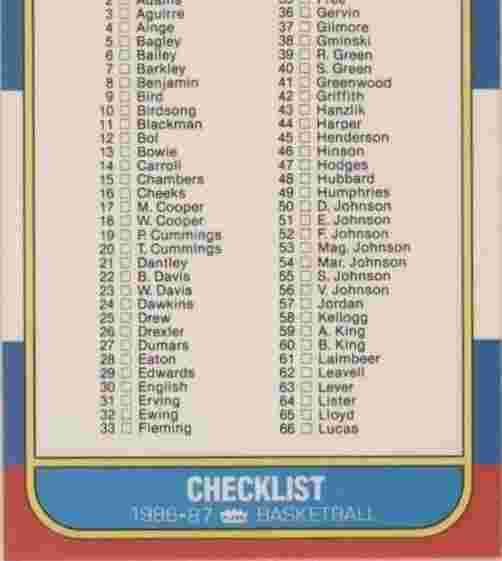 2 Adams
3 Aguirre
4 Ainge
5 Bagley
6 Bailey
7 Barkley
8 Benjamin
9 Bird
10 Birdsong
11 Blackman
12 Bol
13 Bowie
14 Carroll
15 Chambers
16 Cheeks
17 M. Cooper
18 W. Cooper
19 P. Cummings
20 T. Cummings
21 Dantley
22 B. Davis
23 W. Davis
24 Dawkins
25 Drew
26 Drexler
27 Dumars
28 Eaton
29 Edwards
30 English
31 Erving
32 Ewing
33 Fleming
35 Free
36 Gervin
37 Gilmore
38 Gminski
39 R. Green
40 S. Green
41 Greenwood
42 Griffith
43 Hanzlik
44 Harper
45 Henderson
46 Hinson
47 Hodges
48 Hubbard
49 Humphries
50 D. Johnson
51 E. Johnson
52 F. Johnson
53 Mag. Johnson
54 Mar. Johnson
55 S. Johnson
56 V. Johnson
57 Jordan
58 Kellogg
59 A. King
60 B. King
61 Laimbeer
62 Leavell
63 Lever
64 Lister
65 Lloyd
66 Lucas
CHECKLIST
1986-87 BASKETBALL